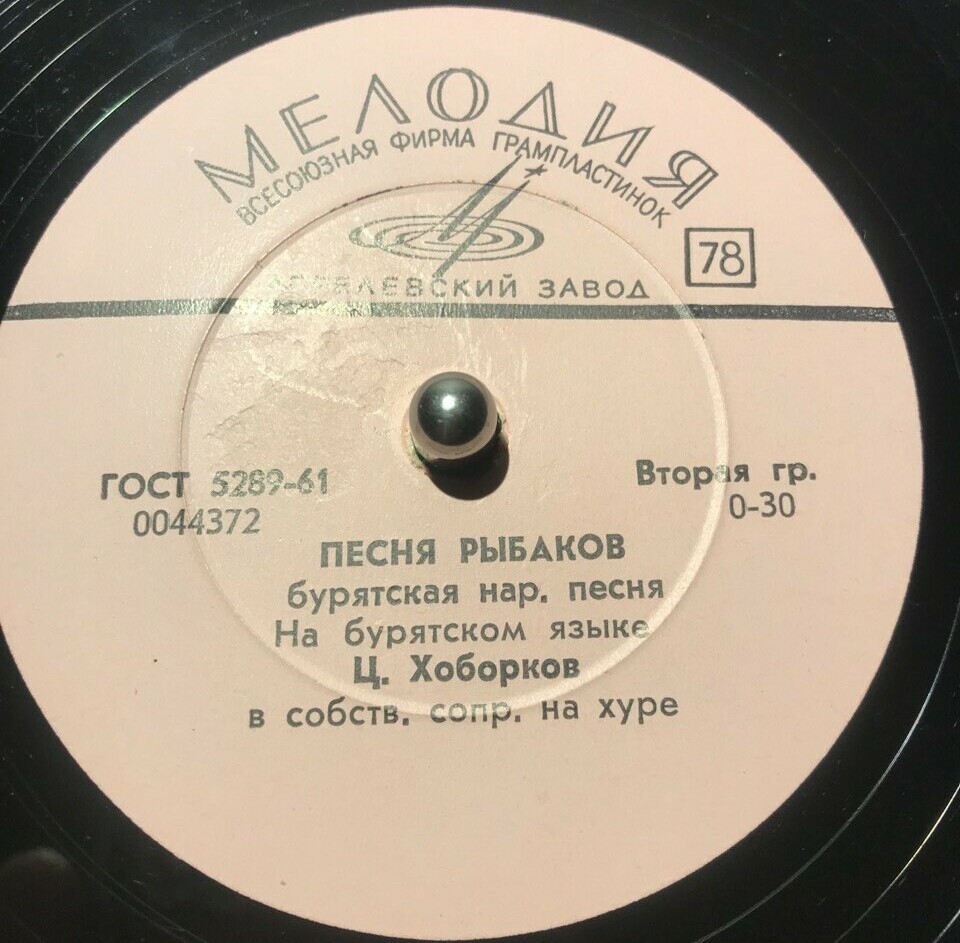 МЕЛОДИЯ
ВСЕСОЮЗНАЯ ФИРМА ГРАМПЛАСТИНОК
78
ЗАВОД
ГОСТ 5289-61
0044372
Вторая гр.
0-30
ПЕСНЯ РЫБАКОВ
бурятская нар. песня
На бурятском языке
Ц. Хоборков
в собств. сопр. на хуре